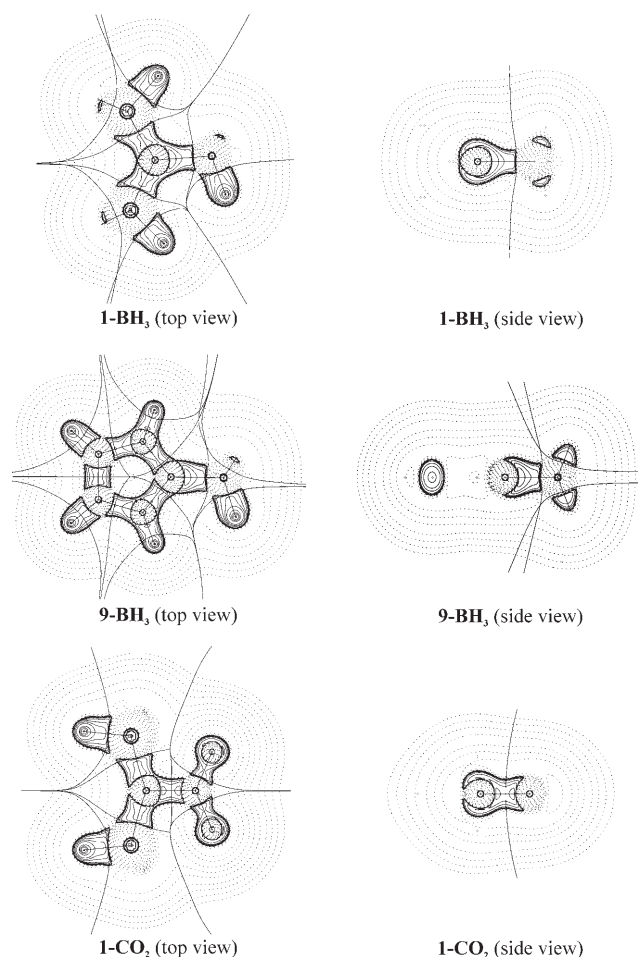 1-BH₃ (top view)
1-BH₃ (side view)
9-BH₃ (top view)
9-BH₃ (side view)
1-CO₂ (top view)
1-CO₂ (side view)